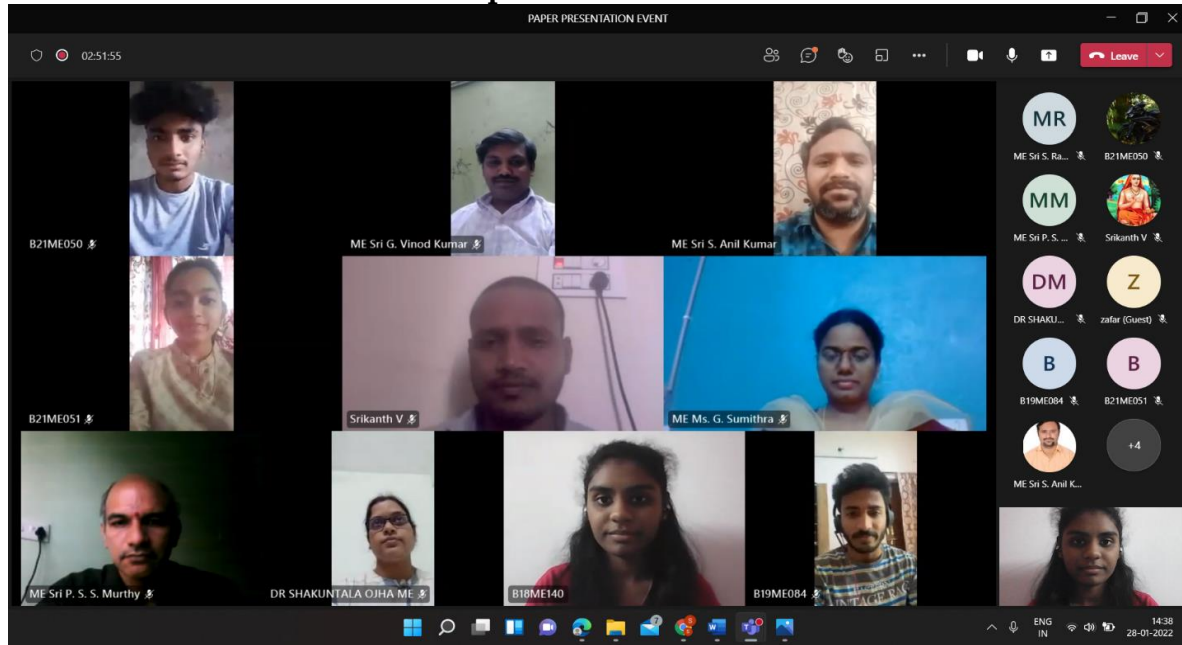 PAPER PRESENTATION EVENT
02:51:55
Leave
B21ME050
ME Sri G. Vinod Kumar
ME Sri S. Anil Kumar
B21ME051
Srikanth V
ME Ms. G. Sumithra
ME Sri P. S. S. Murthy
DR SHAKUNTALA OJHA ME
B18ME140
B19ME084
MR
ME Sri S. Ra...
B21ME050
MM
ME Sri P. S. ...
Srikanth V
DM
DR SHAKU...
Z
zafar (Guest)
B
B19ME084
B
B21ME051
ME Sri S. Anil K...
+4
ENG
IN
14:38
28-01-2022